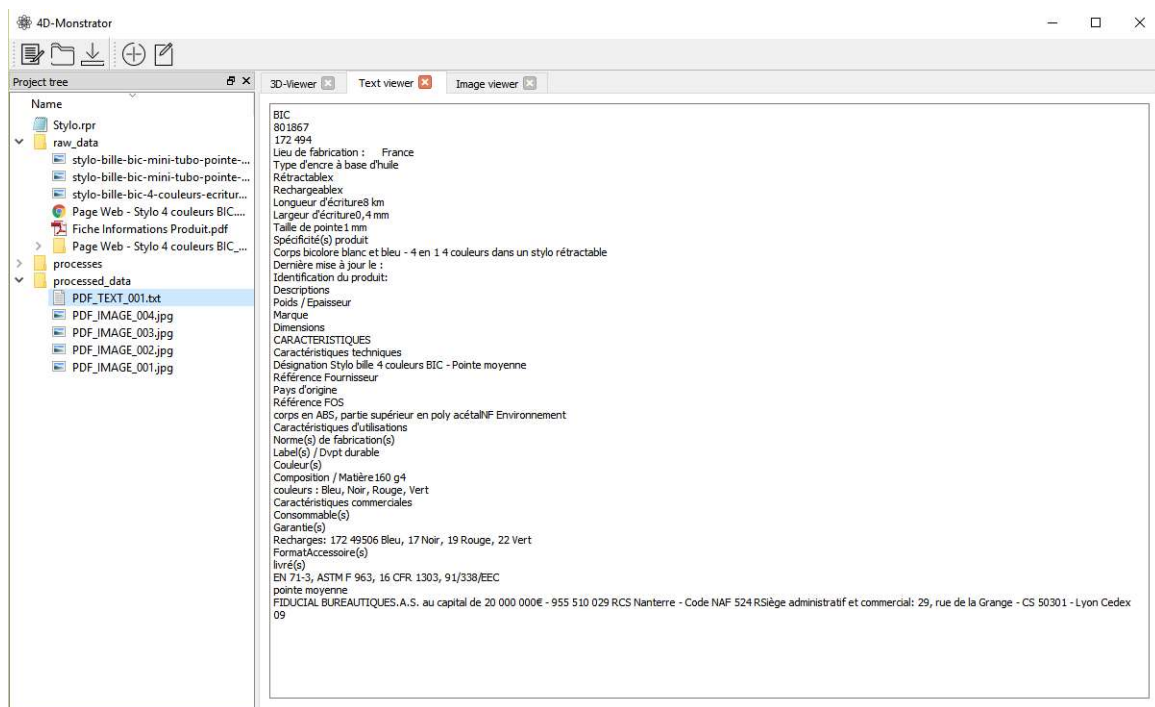 4D-Monstrator
Project tree
3D-Viewer
Text viewer
Image viewer
Name
Stylo.rpr
raw_data
stylo-bille-bic-mini-tubo-pointe-...
stylo-bille-bic-mini-tubo-pointe-...
stylo-bille-bic-4-couleurs-ecritur...
Page Web - Stylo 4 couleurs BIC....
Fiche Informations Produit.pdf
Page Web - Stylo 4 couleurs BIC_...
processes
processed_data
PDF_TEXT_001.txt
PDF_IMAGE_004.jpg
PDF_IMAGE_003.jpg
PDF_IMAGE_002.jpg
PDF_IMAGE_001.jpg
BIC
801867
172 494
Lieu de fabrication : France
Type d'encre à base d'huile
Rétractablex
Rechargeablex
Longueur d'écriture8 km
Largeur d'écriture0,4 mm
Taille de pointe1 mm
Spécificité(s) produit
Corps bicolore blanc et bleu - 4 en 1 4 couleurs dans un stylo rétractable
Dernière mise à jour le :
Identification du produit:
Descriptions
Poids / Epaisseur
Marque
Dimensions
CARACTERISTIQUES
Caractéristiques techniques
Désignation Stylo bille 4 couleurs BIC - Pointe moyenne
Référence Fournisseur
Pays d'origine
Référence FOS
corps en ABS, partie supérieur en poly acétalNF Environnement
Caractéristiques d'utilisations
Norme(s) de fabrication(s)
Label(s) / Dvpt durable
Couleur(s)
Composition / Matière160 g4
couleurs : Bleu, Noir, Rouge, Vert
Caractéristiques commerciales
Consommable(s)
Garantie(s)
Recharges: 172 49506 Bleu, 17 Noir, 19 Rouge, 22 Vert
FormatAccessoire(s)
livré(s)
EN 71-3, ASTM F 963, 16 CFR 1303, 91/338/EEC
pointe moyenne
FIDUCIAL BUREAUTIQUES.A.S. au capital de 20 000 000€ - 955 510 029 RCS Nanterre - Code NAF 524 RSiège administratif et commercial: 29, rue de la Grange - CS 50301 - Lyon Cedex
09